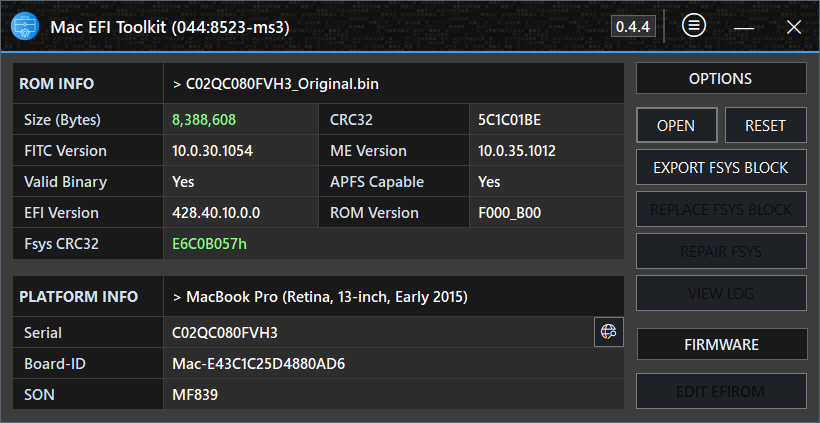 Mac EFI Toolkit (044:8523-ms3) 0.4.4
ROM INFO > C02QC080FVH3_Original.bin
Size (Bytes) 8,388,608 CRC32 5C1C01BE
FITC Version 10.0.30.1054 ME Version 10.0.35.1012
Valid Binary Yes APFS Capable Yes
EFI Version 428.40.10.0.0 ROM Version F000_B00
Fsys CRC32 E6C0B057h
PLATFORM INFO > MacBook Pro (Retina, 13-inch, Early 2015)
Serial C02QC080FVH3
Board-ID Mac-E43C1C25D4880AD6
SON MF839
OPTIONS
OPEN RESET
EXPORT FSYS BLOCK
REPLACE FSYS BLOCK
REPAIR FSYS
VIEW LOG
FIRMWARE
EDIT EFIROM